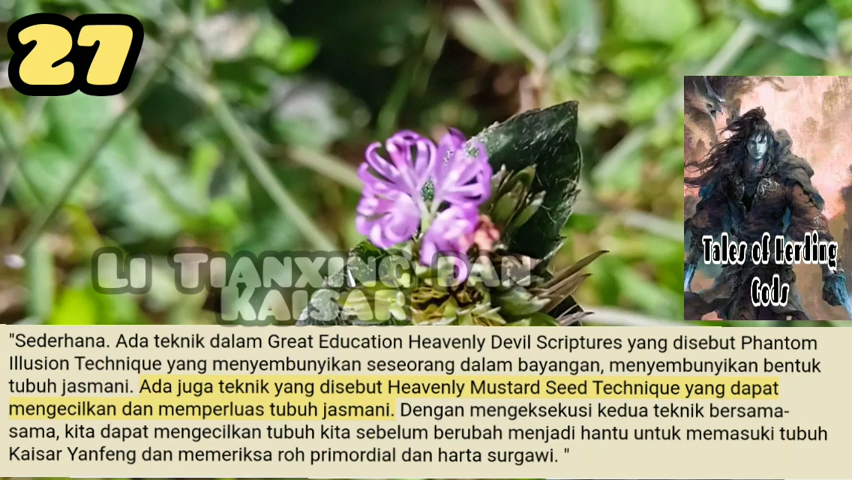 27
Tales of Herding
Gods
Li Tianxing dan
Kaisar
"Sederhana. Ada teknik dalam Great Education Heavenly Devil Scriptures yang disebut Phantom
Illusion Technique yang menyembunyikan seseorang dalam bayangan, menyembunyikan bentuk
tubuh jasmani. Ada juga teknik yang disebut Heavenly Mustard Seed Technique yang dapat
mengecilkan dan memperluas tubuh jasmani. Dengan mengeksekusi kedua teknik bersama-
sama, kita dapat mengecilkan tubuh kita sebelum berubah menjadi hantu untuk memasuki tubuh
Kaisar Yanfeng dan memeriksa roh primordial dan harta surgawi. "